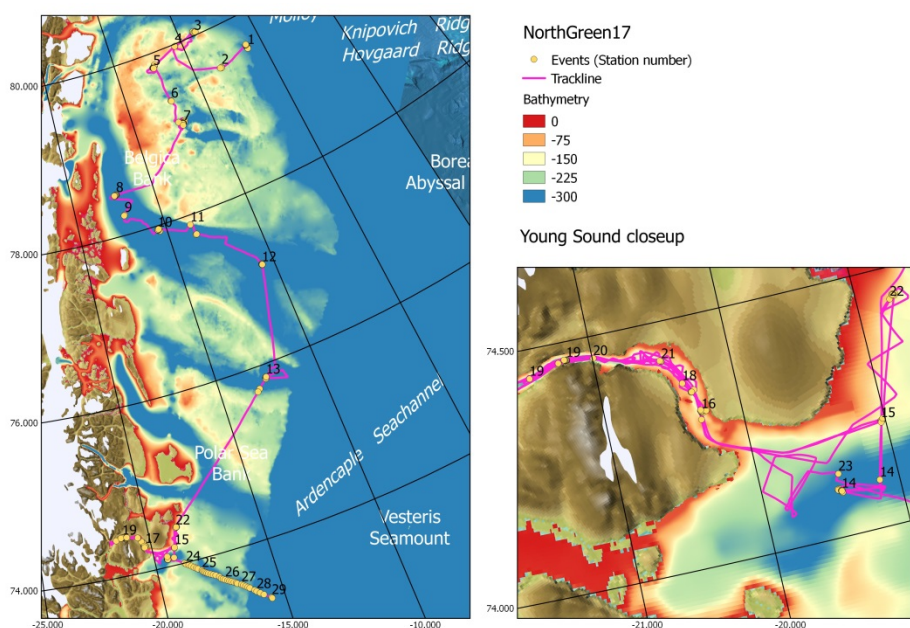 Molloy
Knipovich
Hovgaard
Ridge
Ridge
80.000
78.000
76.000
74.000
-25.000
-20.000
-15.000
-10.000
1
2
3
4
5
6
7
Belgica
Bank
Abyssal
8
9
10
11
12
13
Polar Sea
Bank
Ardencaple Seachannel
Vesteris
Seamount
22
19
17
15
24
25
26
27
28
29
NorthGreen17
Events (Station number)
Trackline
Bathymetry
0
-75
-150
-225
-300
Young Sound closeup
74.500
74.000
-21.000
-20.000
19
19
20
21
18
16
22
15
23
14
14